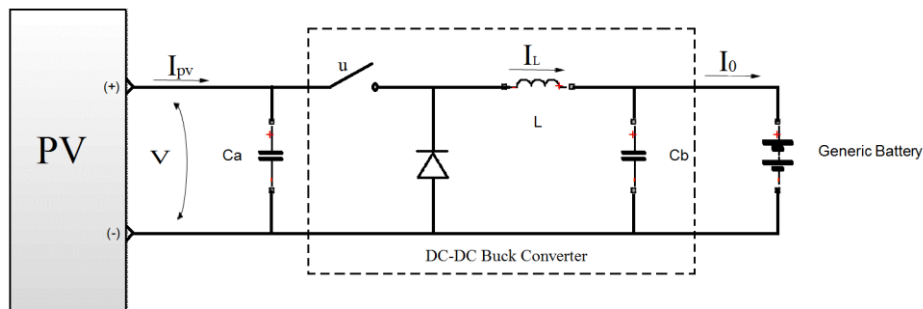 PV
(+)
(-)
Ipv
V
Ca
u
IL
L
Cb
I0
Generic Battery
DC-DC Buck Converter